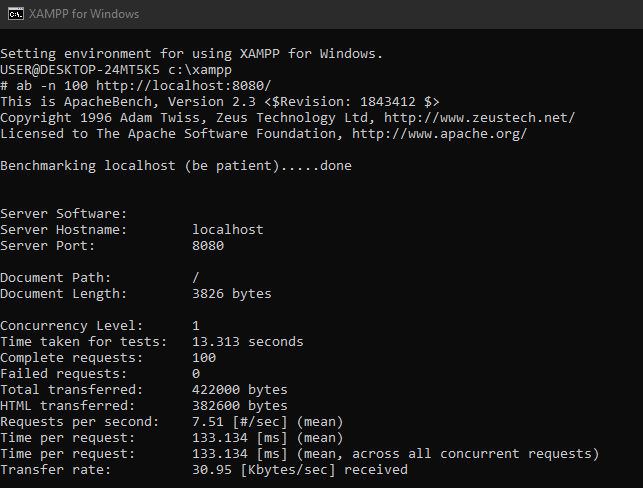 XAMPP for Windows
Setting environment for using XAMPP for Windows.
USER@DESKTOP-24MT5K5 c:\xampp
# ab -n 100 http://localhost:8080/
This is ApacheBench, Version 2.3 <$Revision: 1843412 $>
Copyright 1996 Adam Twiss, Zeus Technology Ltd, http://www.zeustech.net/
Licensed to The Apache Software Foundation, http://www.apache.org/
Benchmarking localhost (be patient).....done
Server Software:
Server Hostname:        localhost
Server Port:            8080
Document Path:          /
Document Length:        3826 bytes
Concurrency Level:      1
Time taken for tests:   13.313 seconds
Complete requests:      100
Failed requests:        0
Total transferred:      422000 bytes
HTML transferred:       382600 bytes
Requests per second:    7.51 [#/sec] (mean)
Time per request:       133.134 [ms] (mean)
Time per request:       133.134 [ms] (mean, across all concurrent requests)
Transfer rate:          30.95 [Kbytes/sec] received